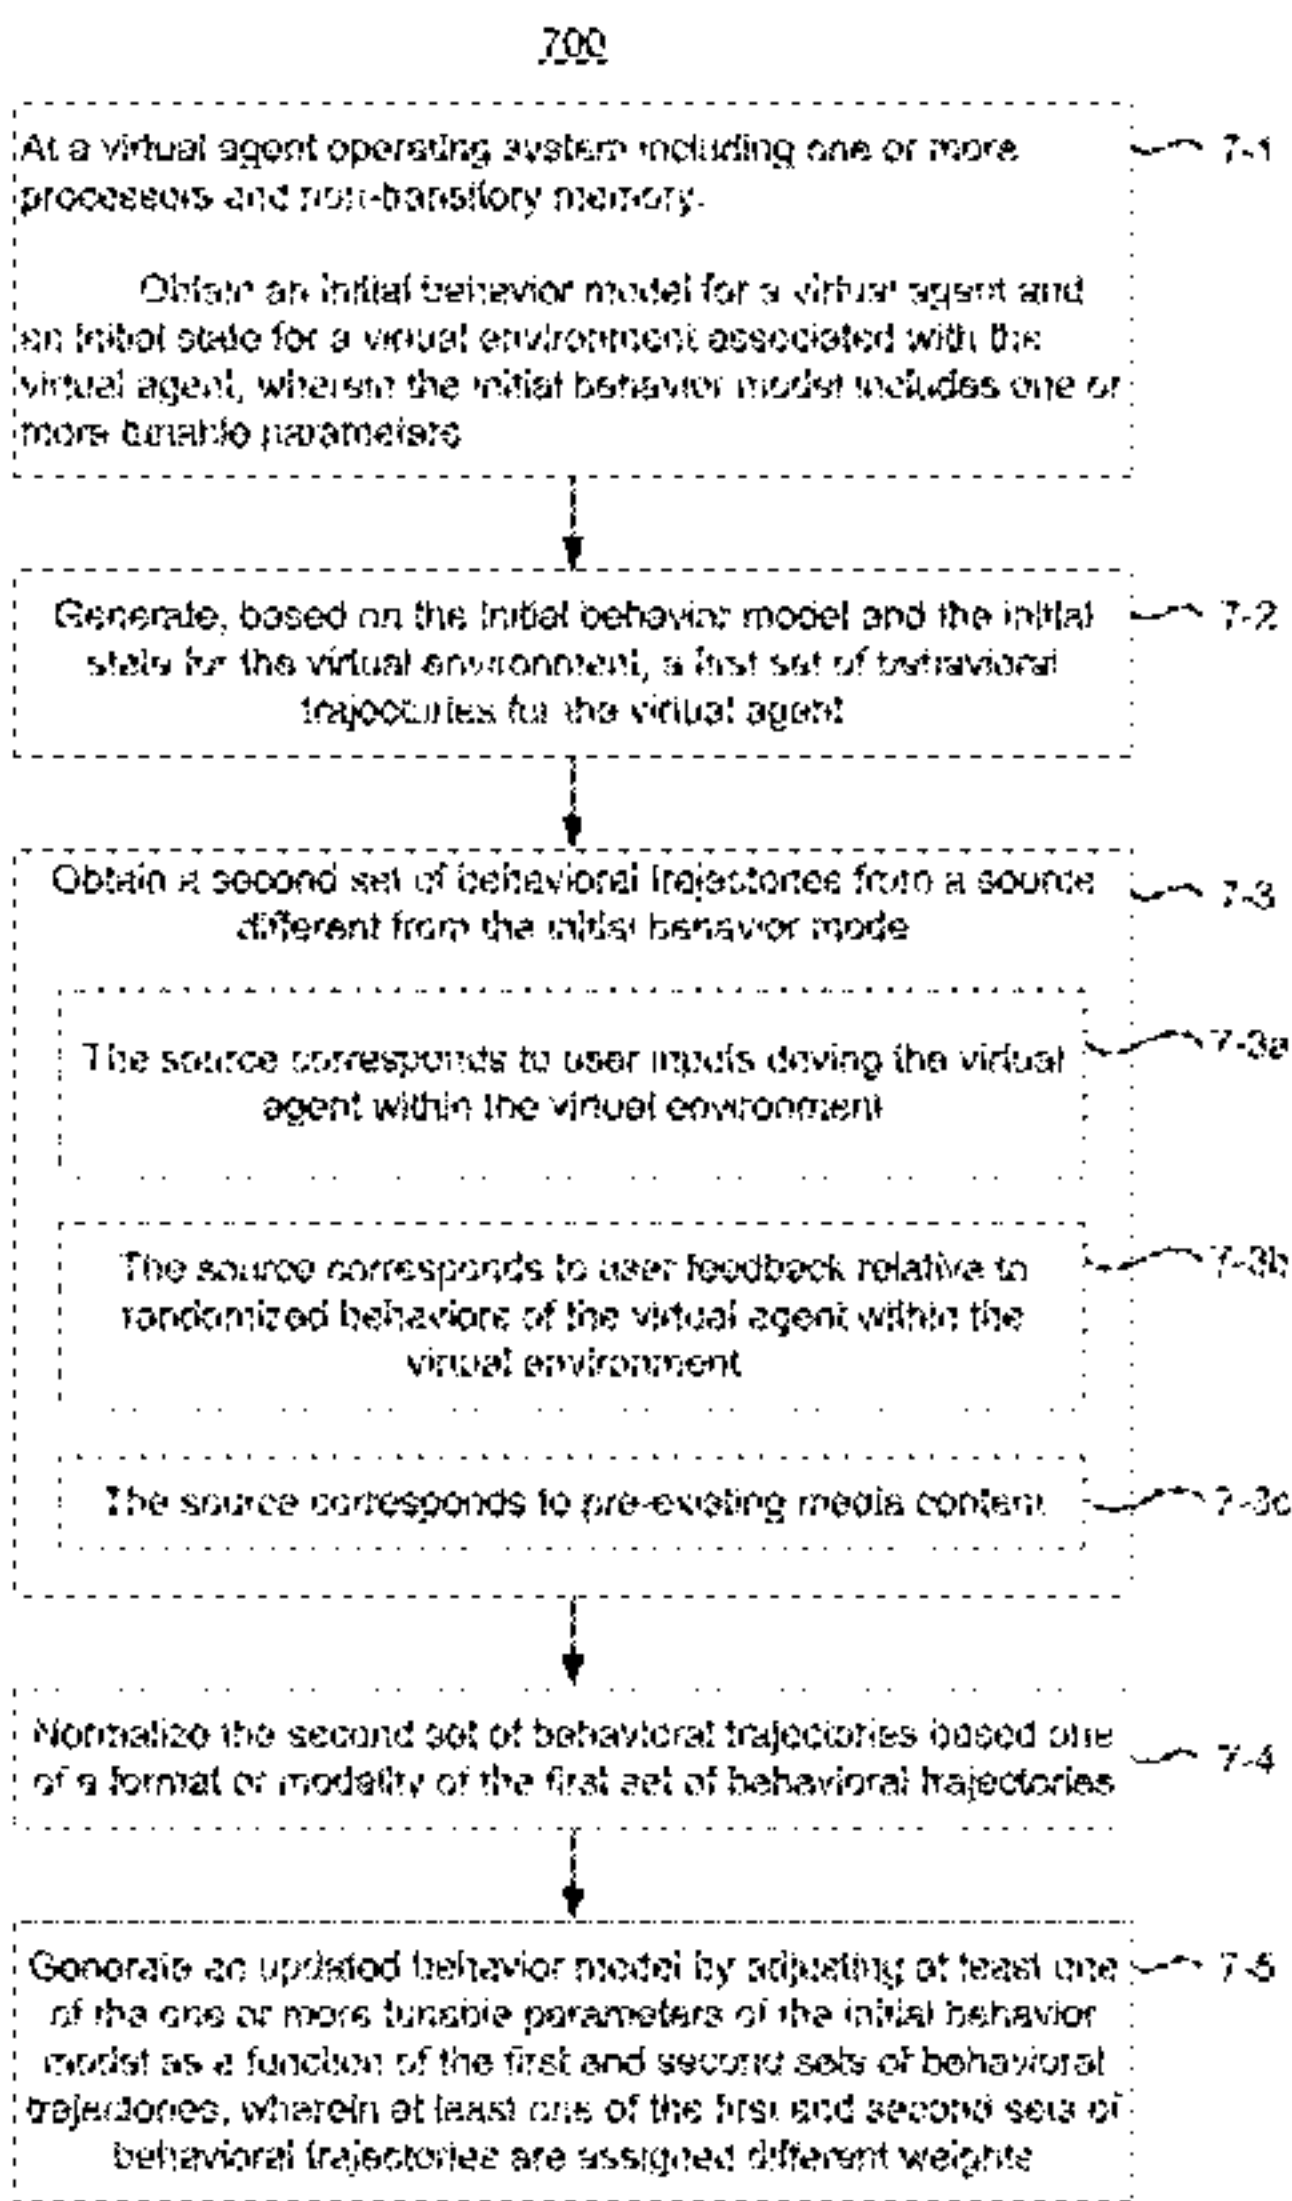 700
At a virtual agent operating system including one or more
processors and non-transitory memory:
7-1
Obtain an initial behavior model for a virtual agent and
an initial state for a virtual environment associated with the
virtual agent, wherein the initial behavior model includes one or
more tunable parameters
Generate, based on the initial behavior model and the initial
state for the virtual environment, a first set of behavioral
trajectories for the virtual agent
7-2
Obtain a second set of behavioral trajectories from a source
different from the initial behavior mode
7-3
The source corresponds to user inputs driving the virtual
agent within the virtual environment
7-3a
The source corresponds to user feedback relative to
randomized behaviors of the virtual agent within the
virtual environment
7-3b
The source corresponds to pre-existing media content
7-3c
Normalize the second set of behavioral trajectories based one
of a format or modality of the first set of behavioral trajectories
7-4
Generate an updated behavior model by adjusting at least one
of the one or more tunable parameters of the initial behavior
model as a function of the first and second sets of behavioral
trajectories, wherein at least one of the first and second sets of
behavioral trajectories are assigned different weights
7-5